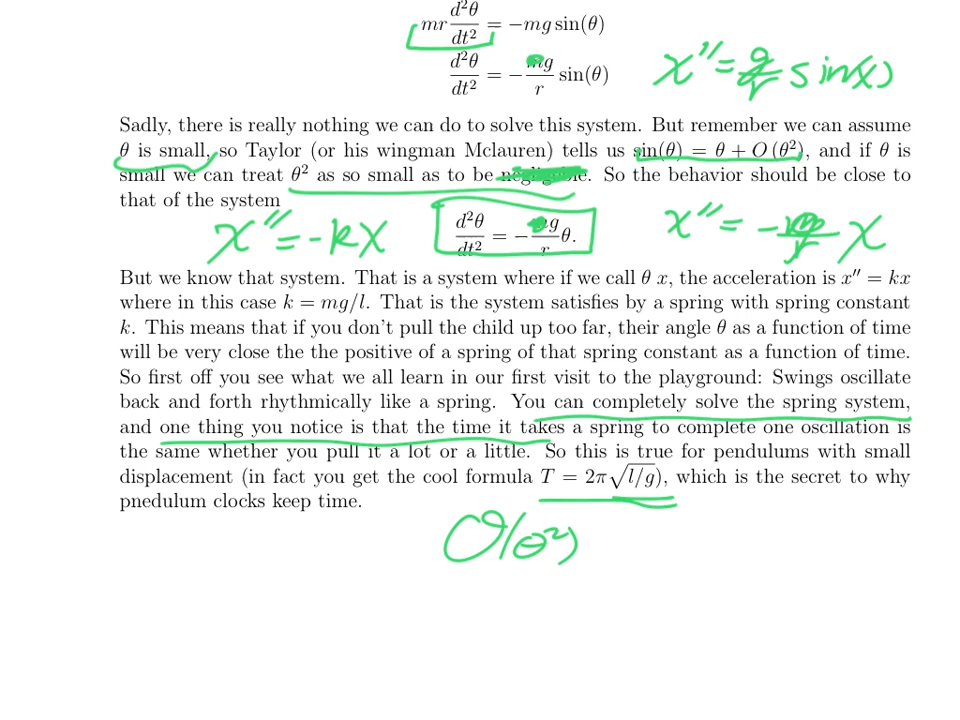 mr d²θ/dt² = −mg sin(θ)
d²θ/dt² = − g/r sin(θ) x″ = g/r sin(x)
Sadly, there is really nothing we can do to solve this system. But remember we can assume
θ is small, so Taylor (or his wingman Mclauren) tells us sin(θ) = θ + O (θ²), and if θ is
small we can treat θ² as so small as to be negligible. So the behavior should be close to
that of the system
x″ = -kx d²θ/dt² = − g/r θ. x″ = - x
But we know that system. That is a system where if we call θ x, the acceleration is x″ = kx
where in this case k = mg/l. That is the system satisfies by a spring with spring constant
k. This means that if you don't pull the child up too far, their angle θ as a function of time
will be very close the the positive of a spring of that spring constant as a function of time.
So first off you see what we all learn in our first visit to the playground: Swings oscillate
back and forth rhythmically like a spring. You can completely solve the spring system,
and one thing you notice is that the time it takes a spring to complete one oscillation is
the same whether you pull it a lot or a little. So this is true for pendulums with small
displacement (in fact you get the cool formula T = 2π√(l/g)), which is the secret to why
pnedulum clocks keep time.
O(θ²)